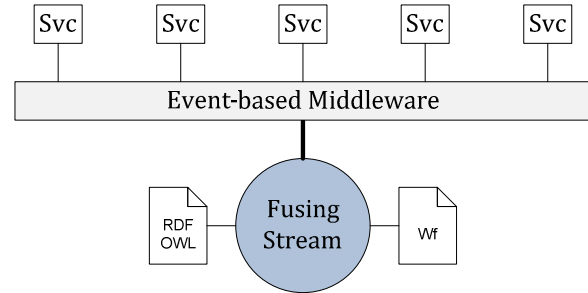 Svc Svc Svc Svc Svc
Event-based Middleware
Fusing
Stream
RDF
OWL
Wf